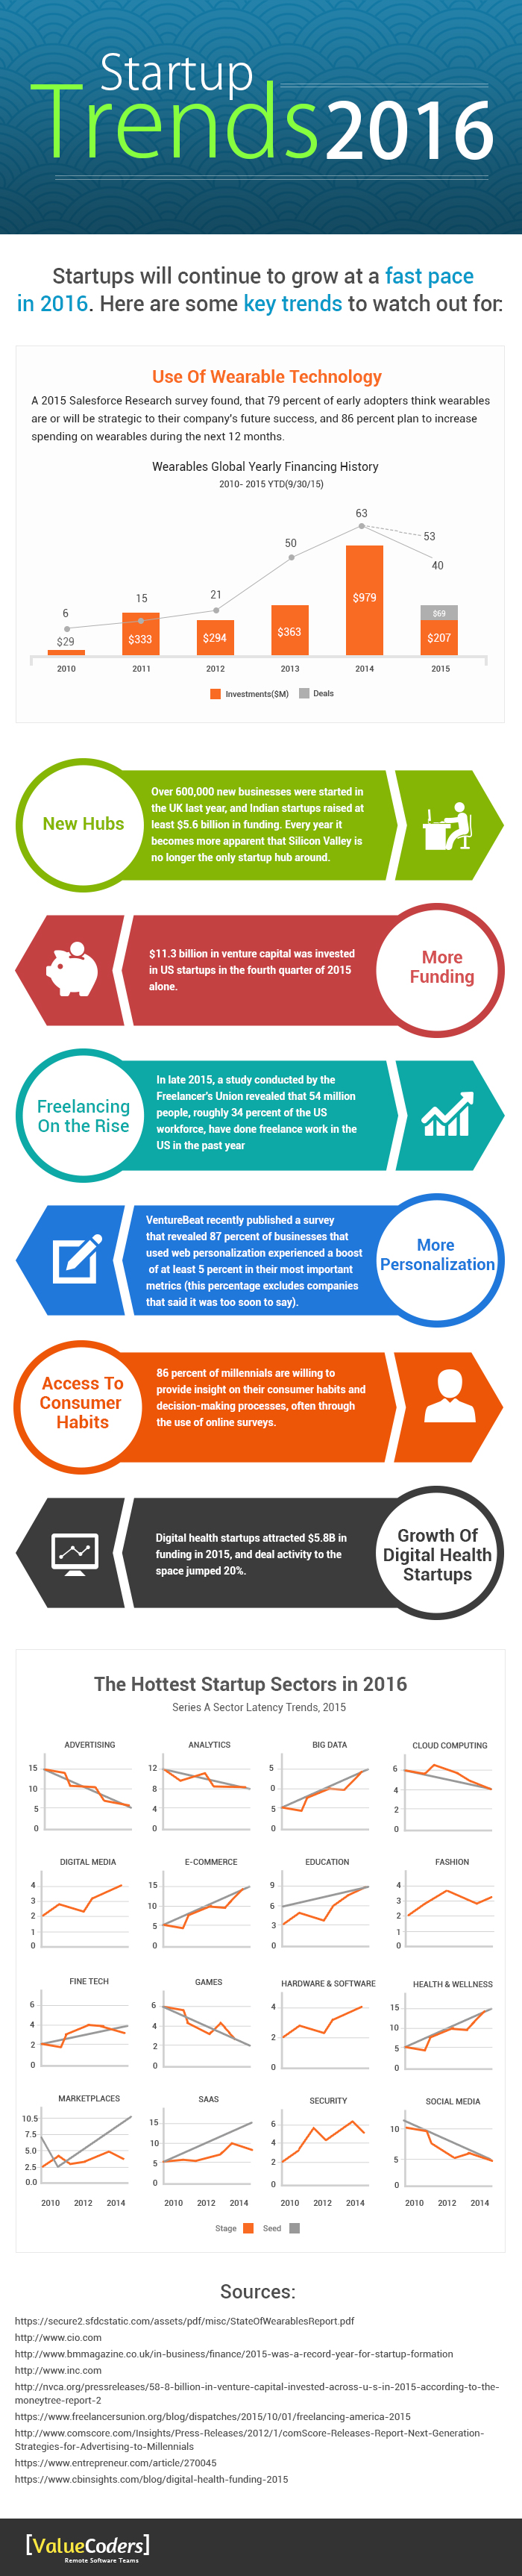 Startup
Trends 2016
Startups will continue to grow at a fast pace
in 2016. Here are some key trends to watch out for:
Use Of Wearable Technology
A 2015 Salesforce Research survey found, that 79 percent of early adopters think wearables
are or will be strategic to their company's future success, and 86 percent plan to increase
spending on wearables during the next 12 months.
Wearables Global Yearly Financing History
2010- 2015 YTD(9/30/15)
63
53
50
40
21
15
6
$979
$69
$29
$333
$294
$363
$207
2010 2011 2012 2013 2014 2015
Investments($M) Deals
New Hubs
Over 600,000 new businesses were started in
the UK last year, and Indian startups raised at
least $5.6 billion in funding. Every year it
becomes more apparent that Silicon Valley is
no longer the only startup hub around.
$11.3 billion in venture capital was invested
in US startups in the fourth quarter of 2015
alone.
More
Funding
Freelancing
On the Rise
In late 2015, a study conducted by the
Freelancer's Union revealed that 54 million
people, roughly 34 percent of the US
workforce, have done freelance work in the
US in the past year
VentureBeat recently published a survey
that revealed 87 percent of businesses that
used web personalization experienced a boost
of at least 5 percent in their most important
metrics (this percentage excludes companies
that said it was too soon to say).
More
Personalization
Access To
Consumer
Habits
86 percent of millennials are willing to
provide insight on their consumer habits and
decision-making processes, often through
the use of online surveys.
Digital health startups attracted $5.8B in
funding in 2015, and deal activity to the
space jumped 20%.
Growth Of
Digital Health
Startups
The Hottest Startup Sectors in 2016
Series A Sector Latency Trends, 2015
ADVERTISING ANALYTICS BIG DATA CLOUD COMPUTING
15 12 5 6
10 8 0 4
5 4 5 2
0 0 0 0
DIGITAL MEDIA E-COMMERCE EDUCATION FASHION
4 15 9 4
3 10 6 3
2 5 3 2
1 1
0 0 0 0
FINE TECH GAMES HARDWARE & SOFTWARE HEALTH & WELLNESS
6 6 4 15
4 4 2 10
2 2 5
0 0 0 0
MARKETPLACES SAAS SECURITY SOCIAL MEDIA
10.5 15 6 10
7.5 10 4 5
5.0 5 2
2.5
0.0 0 0 0
2010 2012 2014 2010 2012 2014 2010 2012 2014 2010 2012 2014
Stage Seed
Sources:
https://secure2.sfdcstatic.com/assets/pdf/misc/StateOfWearablesReport.pdf
http://www.cio.com
http://www.bmmagazine.co.uk/in-business/finance/2015-was-a-record-year-for-startup-formation
http://www.inc.com
http://nvca.org/pressreleases/58-8-billion-in-venture-capital-invested-across-u-s-in-2015-according-to-the-
moneytree-report-2
https://www.freelancersunion.org/blog/dispatches/2015/10/01/freelancing-america-2015
http://www.comscore.com/Insights/Press-Releases/2012/1/comScore-Releases-Report-Next-Generation-
Strategies-for-Advertising-to-Millennials
https://www.entrepreneur.com/article/270045
https://www.cbinsights.com/blog/digital-health-funding-2015
[ValueCoders]
Remote Software Teams